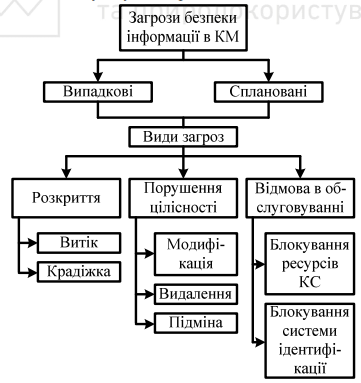 Загрози безпеки
інформації в КМ
Випадкові
Сплановані
Види загроз
Розкриття
Витік
Крадіжка
Порушення
цілісності
Модифі-
кація
Видалення
Підміна
Відмова в об-
слуговуванні
Блокування
ресурсів
КС
Блокування
системи
ідентифі-
кації